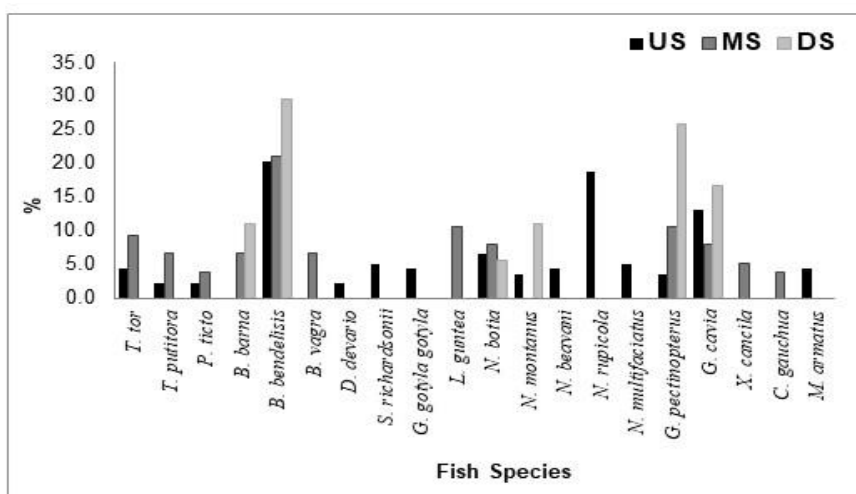 US MS DS
35.0
30.0
25.0
20.0
15.0
10.0
5.0
0.0
%
T. tor
T. putitora
P. ticto
B. barna
B. bendelisis
B. vagra
D. devario
S. richardsonii
G. gotyla gotyla
L. guntea
N. botia
N. montanus
N. beavani
N. rupicola
N. multifaciatus
G. pectinopterus
G. cavia
X. cancila
C. gauchua
M. armatus
Fish Species